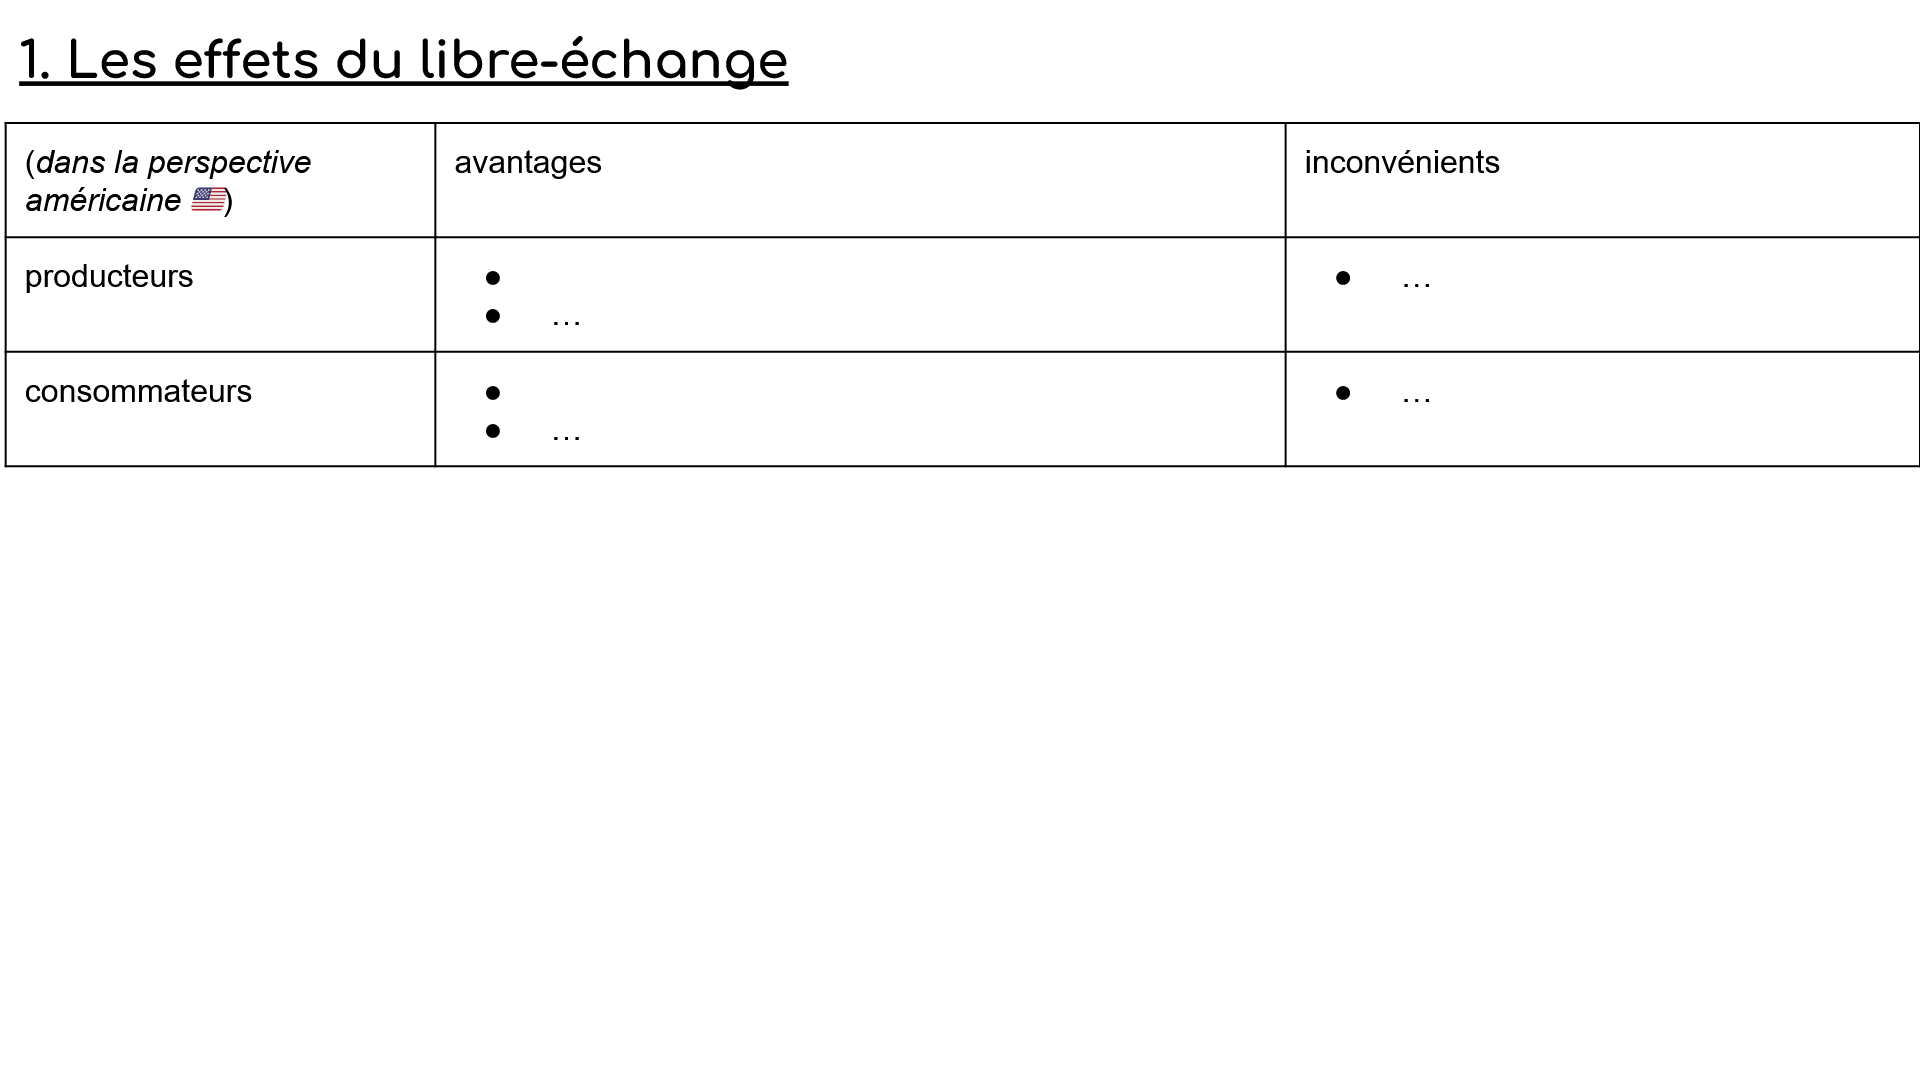 1. Les effets du libre-échange
(dans la perspective
américaine 🇺🇸)
avantages
inconvénients
producteurs
●
● …
● …
consommateurs
●
● …
● …